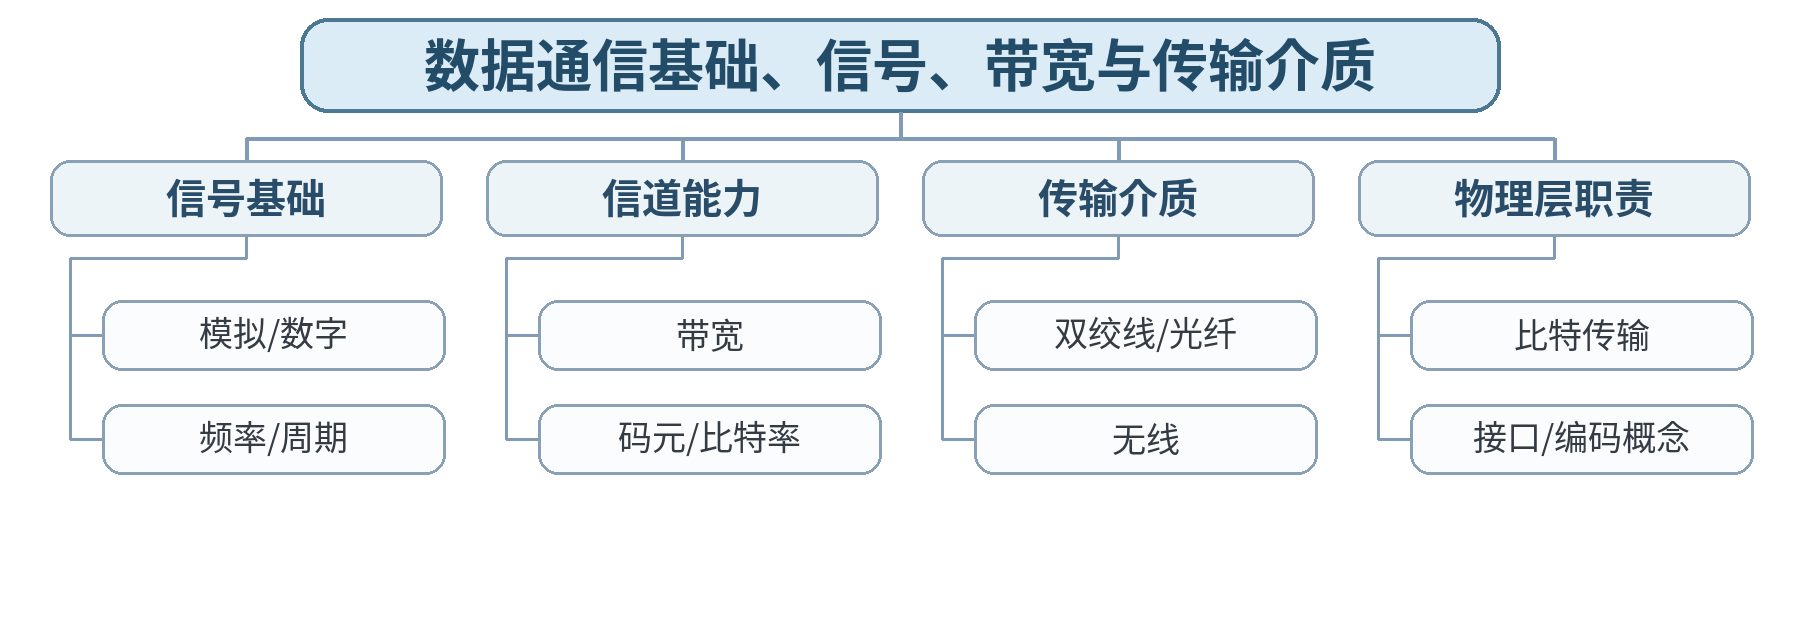 数据通信基础、信号、带宽与传输介质
信号基础
信道能力
传输介质
物理层职责
模拟/数字
带宽
双绞线/光纤
比特传输
频率/周期
码元/比特率
无线
接口/编码概念